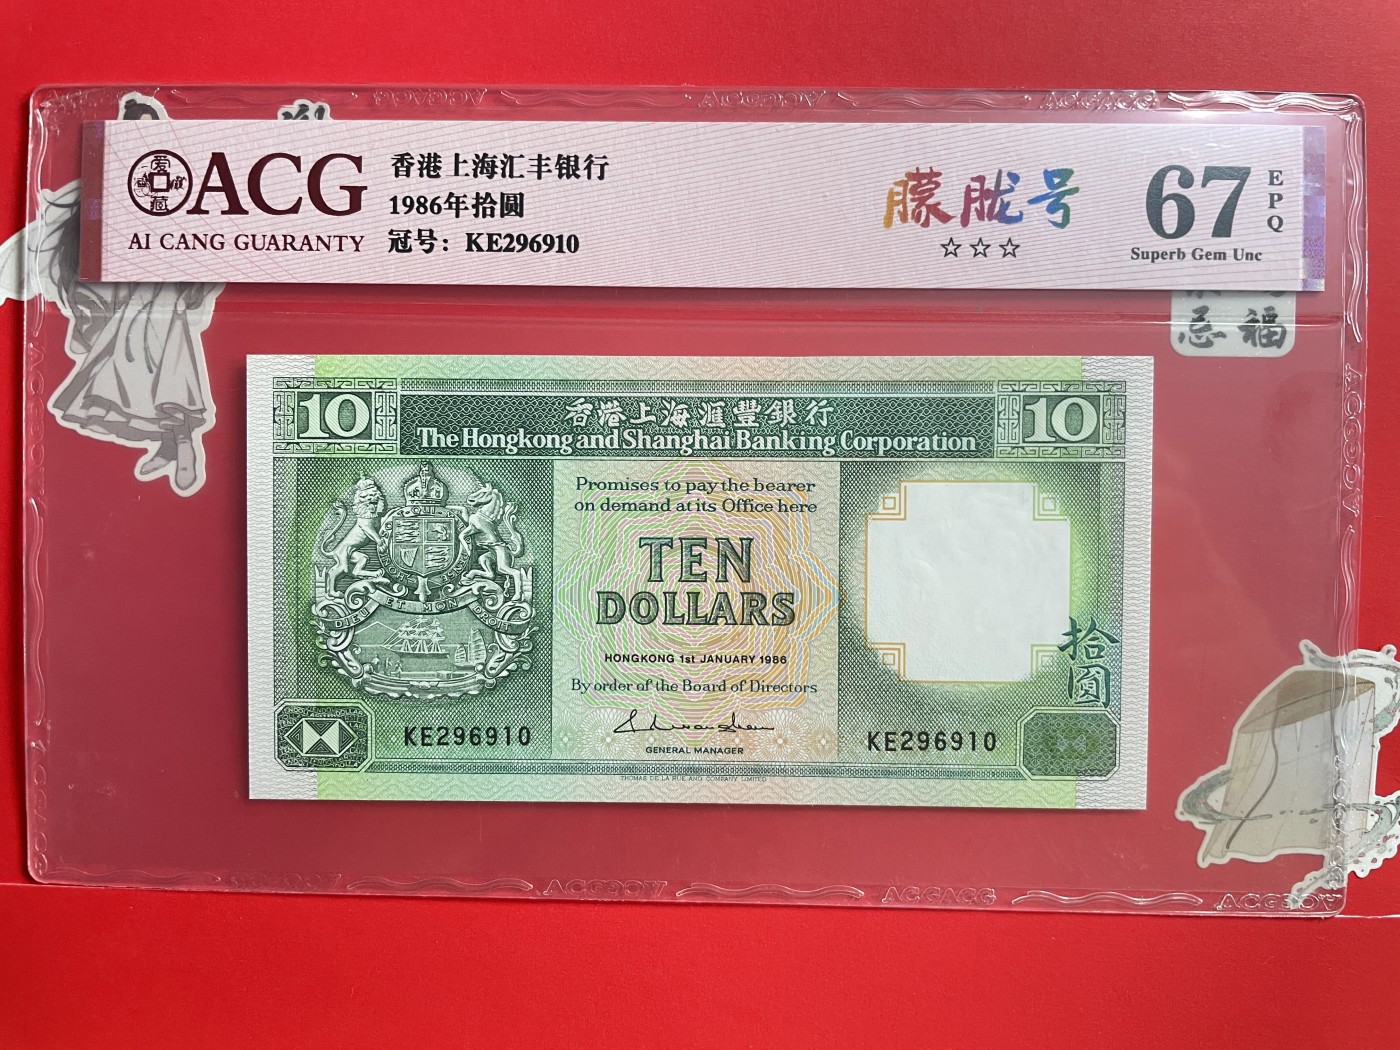 ACG
AI CANG GUARANTY
香港上海汇丰银行
1986年拾圆
冠号：KE296910
朦胧号
☆☆☆
67
EPQ
Superb Gem Unc
忌 福
10
香港上海滙豐銀行
10
The Hongkong and Shanghai Banking Corporation
Promises to pay the bearer
on demand at its Office here
TEN
DOLLARS
HONGKONG 1st JANUARY 1986
By order of the Board of Directors
GENERAL MANAGER
DIEU ET MON DROIT
拾圓
KE296910
KE296910
THOMAS DE LA RUE AND COMPANY LIMITED